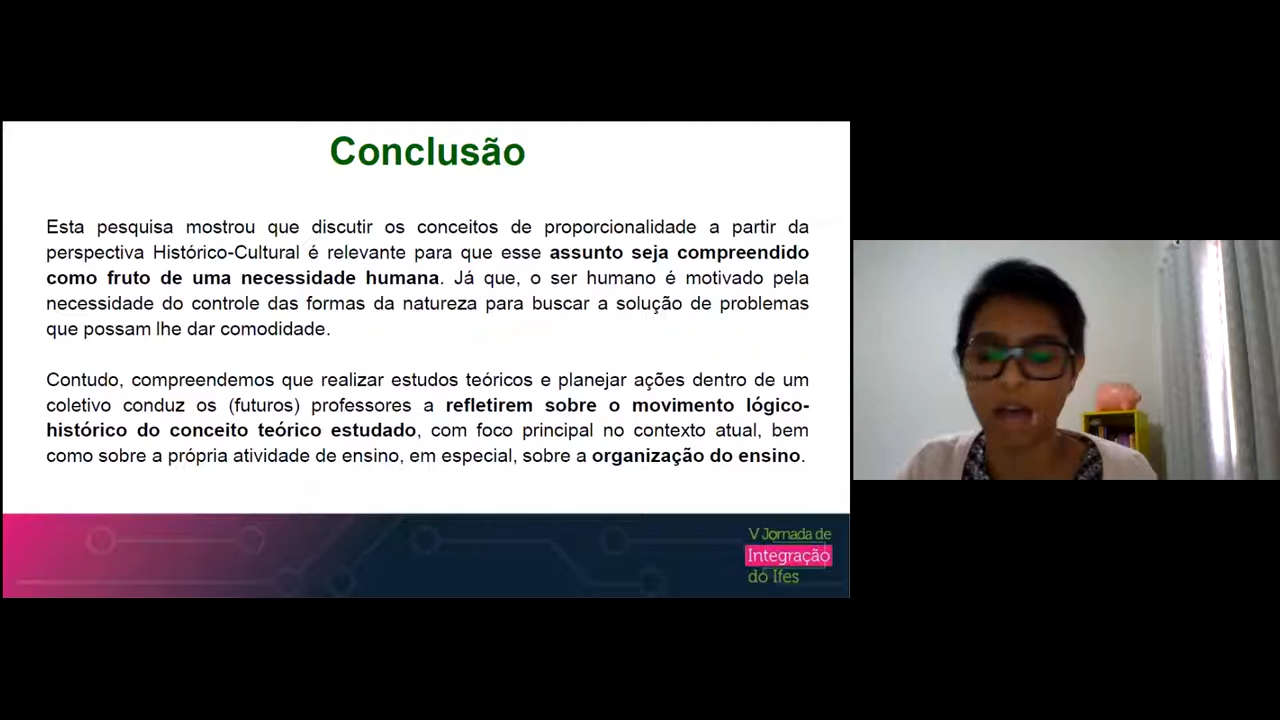 Conclusão
Esta pesquisa mostrou que discutir os conceitos de proporcionalidade a partir da
perspectiva Histórico-Cultural é relevante para que esse assunto seja compreendido
como fruto de uma necessidade humana. Já que, o ser humano é motivado pela
necessidade do controle das formas da natureza para buscar a solução de problemas
que possam lhe dar comodidade.
Contudo, compreendemos que realizar estudos teóricos e planejar ações dentro de um
coletivo conduz os (futuros) professores a refletirem sobre o movimento lógico-
histórico do conceito teórico estudado, com foco principal no contexto atual, bem
como sobre a própria atividade de ensino, em especial, sobre a organização do ensino.
V Jornada de
Integração
do Ifes